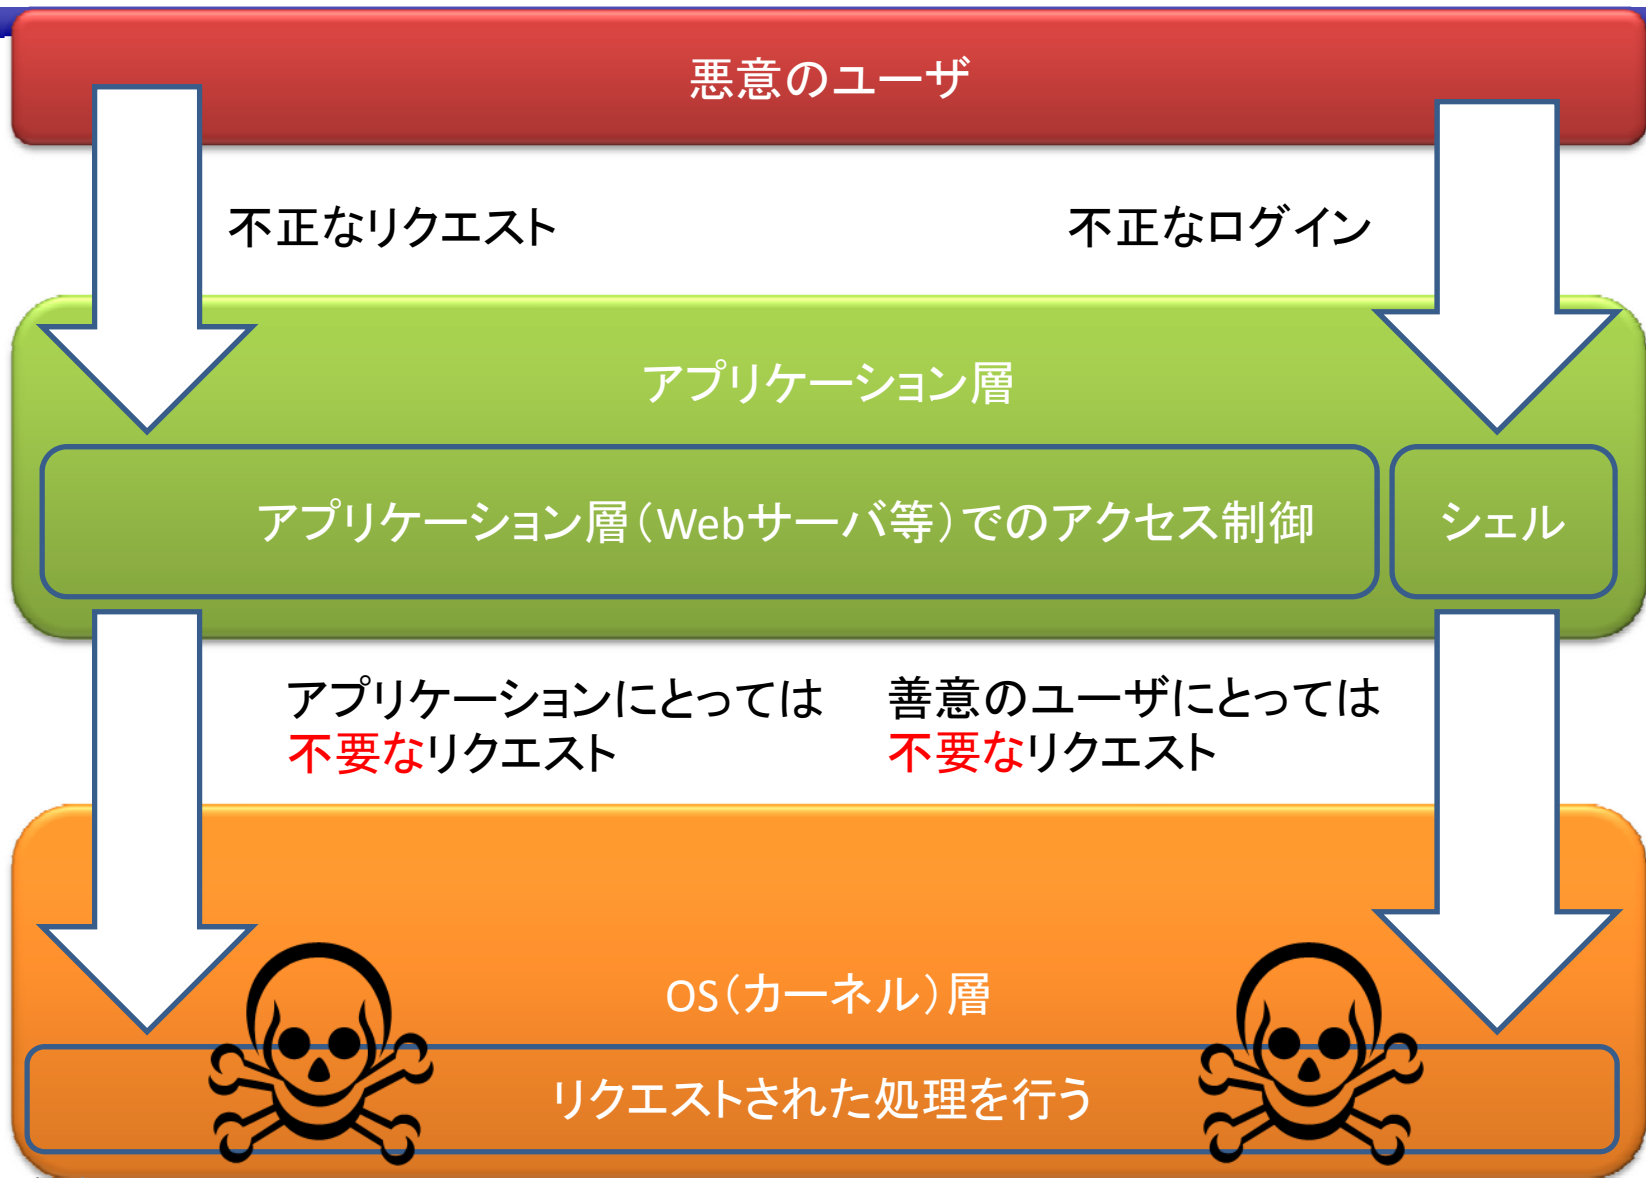 悪意のユーザ
不正なリクエスト
不正なログイン
アプリケーション層
アプリケーション層（Webサーバ等）でのアクセス制御
シェル
アプリケーションにとっては
不要なリクエスト
善意のユーザにとっては
不要なリクエスト
OS（カーネル）層
リクエストされた処理を行う